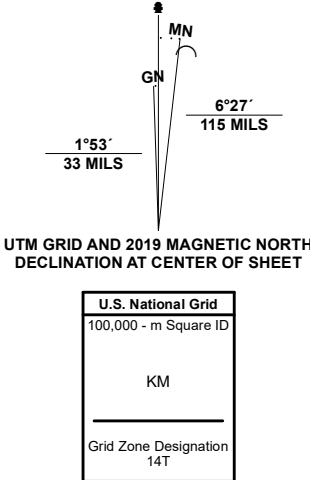 MN
GN
6°27´
115 MILS
1°53´
33 MILS
UTM GRID AND 2019 MAGNETIC NORTH
DECLINATION AT CENTER OF SHEET
U.S. National Grid
100,000 - m Square ID
KM
Grid Zone Designation
14T